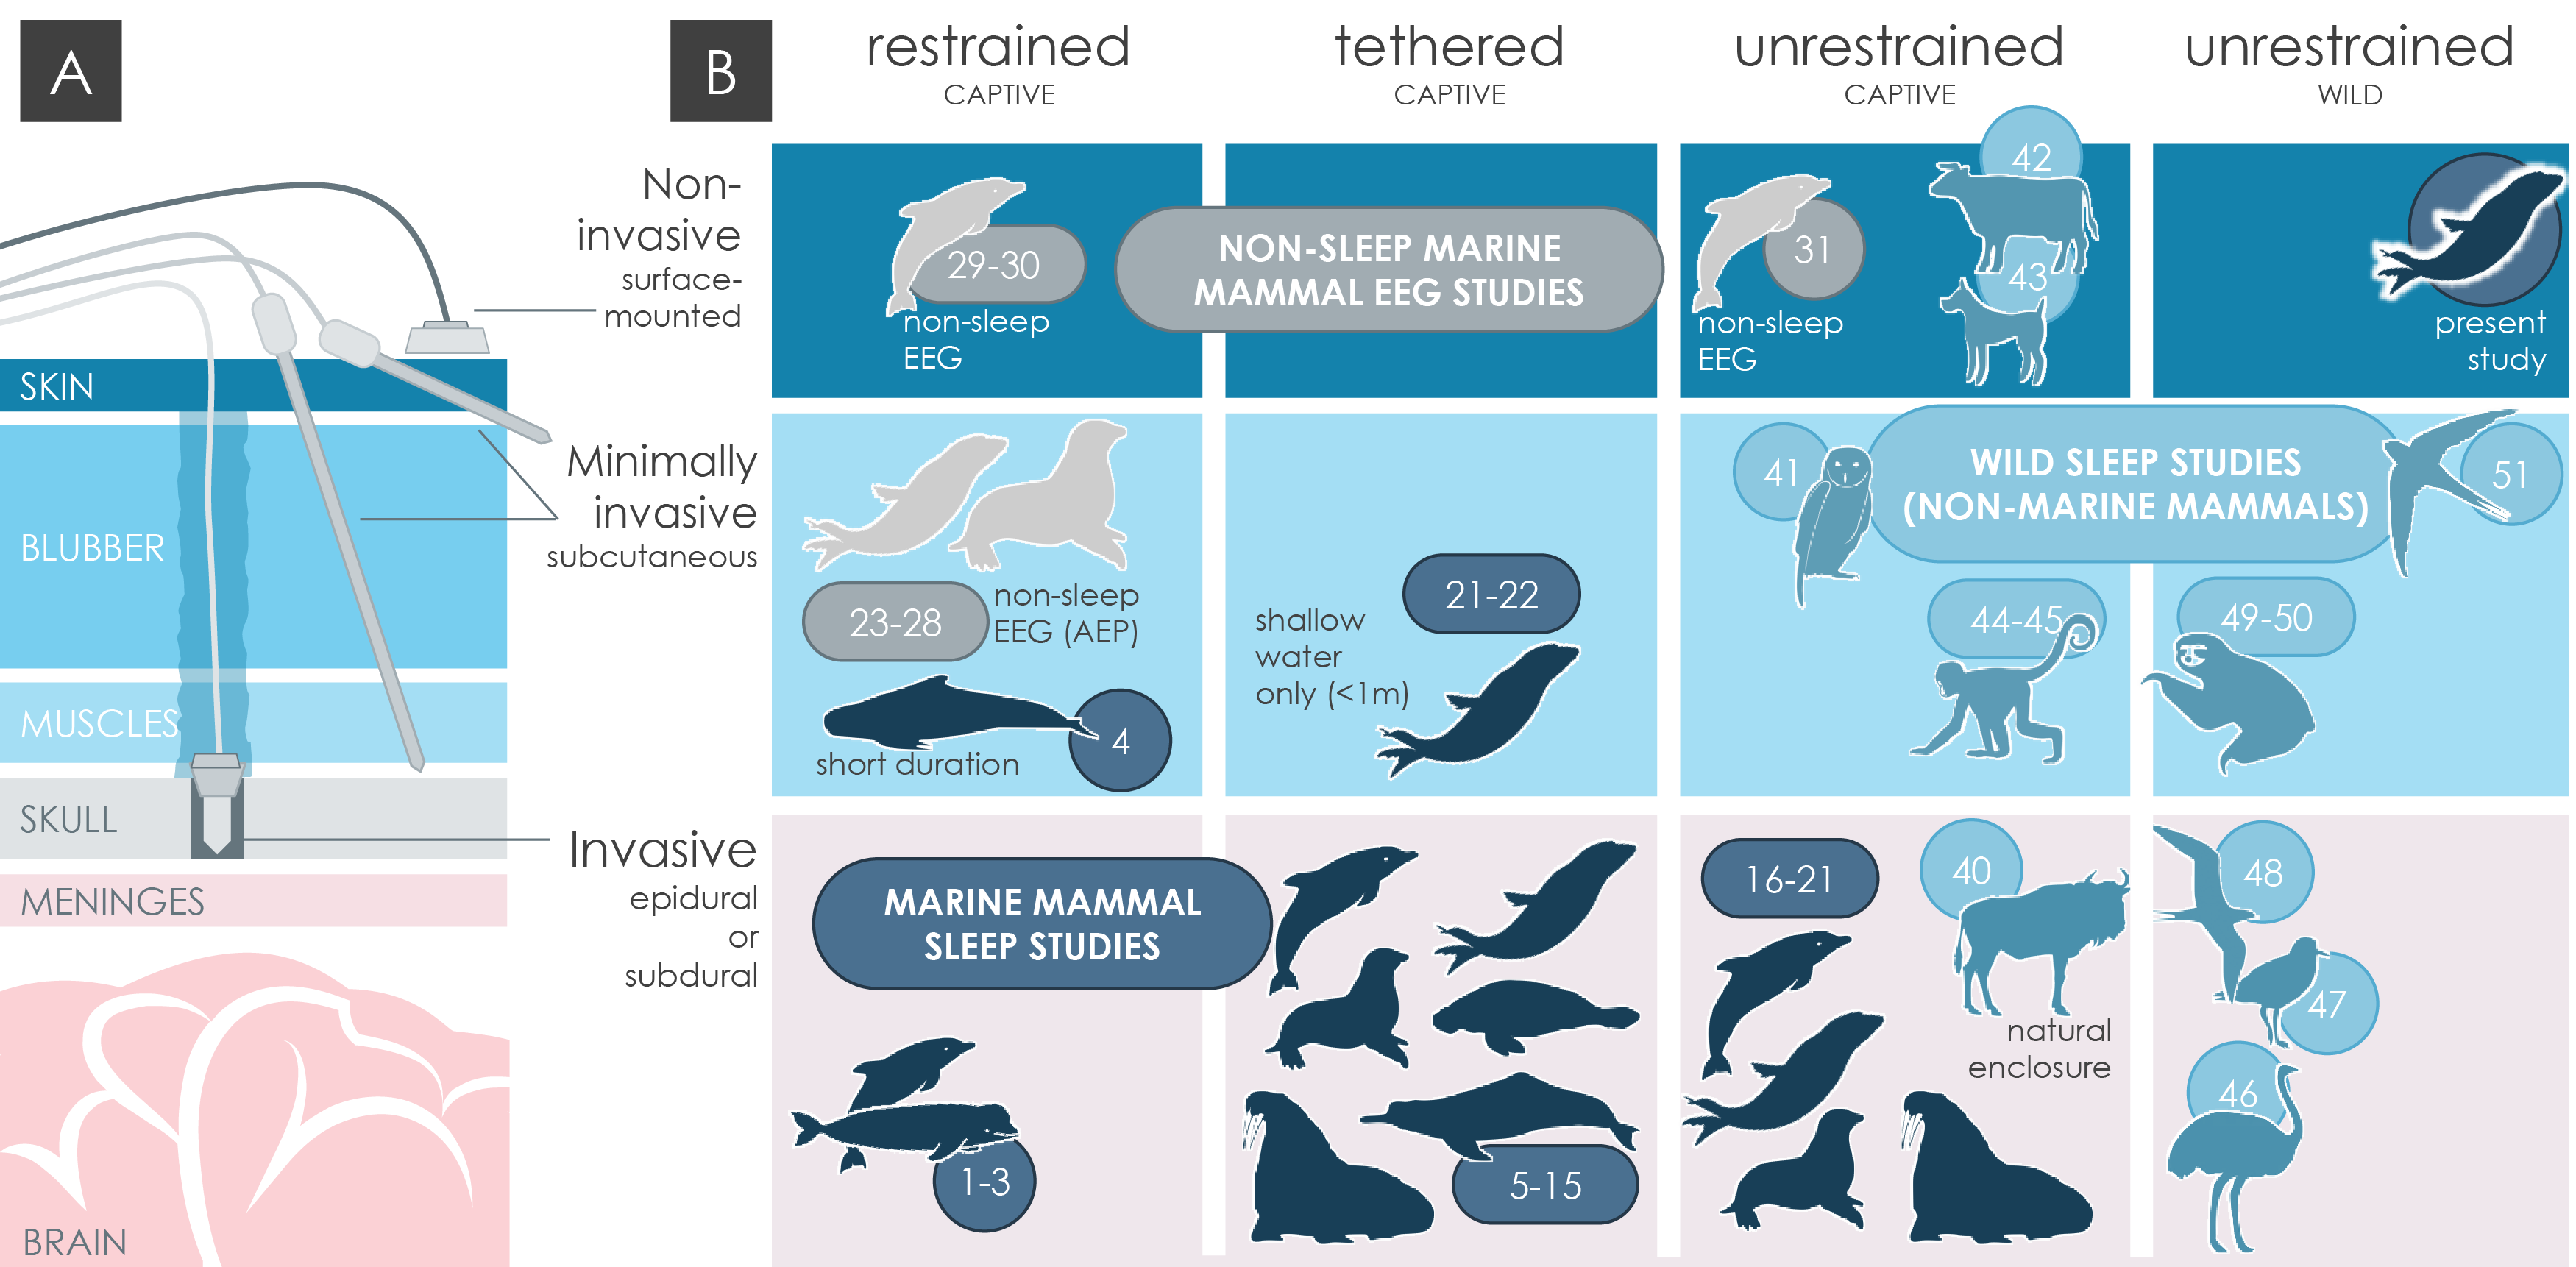 A
SKIN
BLUBBER
MUSCLES
SKULL
MENINGES
BRAIN
Non-
invasive
surface-
mounted
Minimally
invasive
subcutaneous
Invasive
epidural
or
subdural
B
restrained
CAPTIVE
tethered
CAPTIVE
unrestrained
CAPTIVE
unrestrained
WILD
29-30
non-sleep
EEG
NON-SLEEP MARINE
MAMMAL EEG STUDIES
31
non-sleep
EEG
42
43
present
study
23-28
non-sleep
EEG (AEP)
4
short duration
21-22
shallow
water
only (<1m)
41
WILD SLEEP STUDIES
(NON-MARINE MAMMALS)
51
44-45
49-50
MARINE MAMMAL
SLEEP STUDIES
1-3
5-15
16-21
40
natural
enclosure
48
47
46